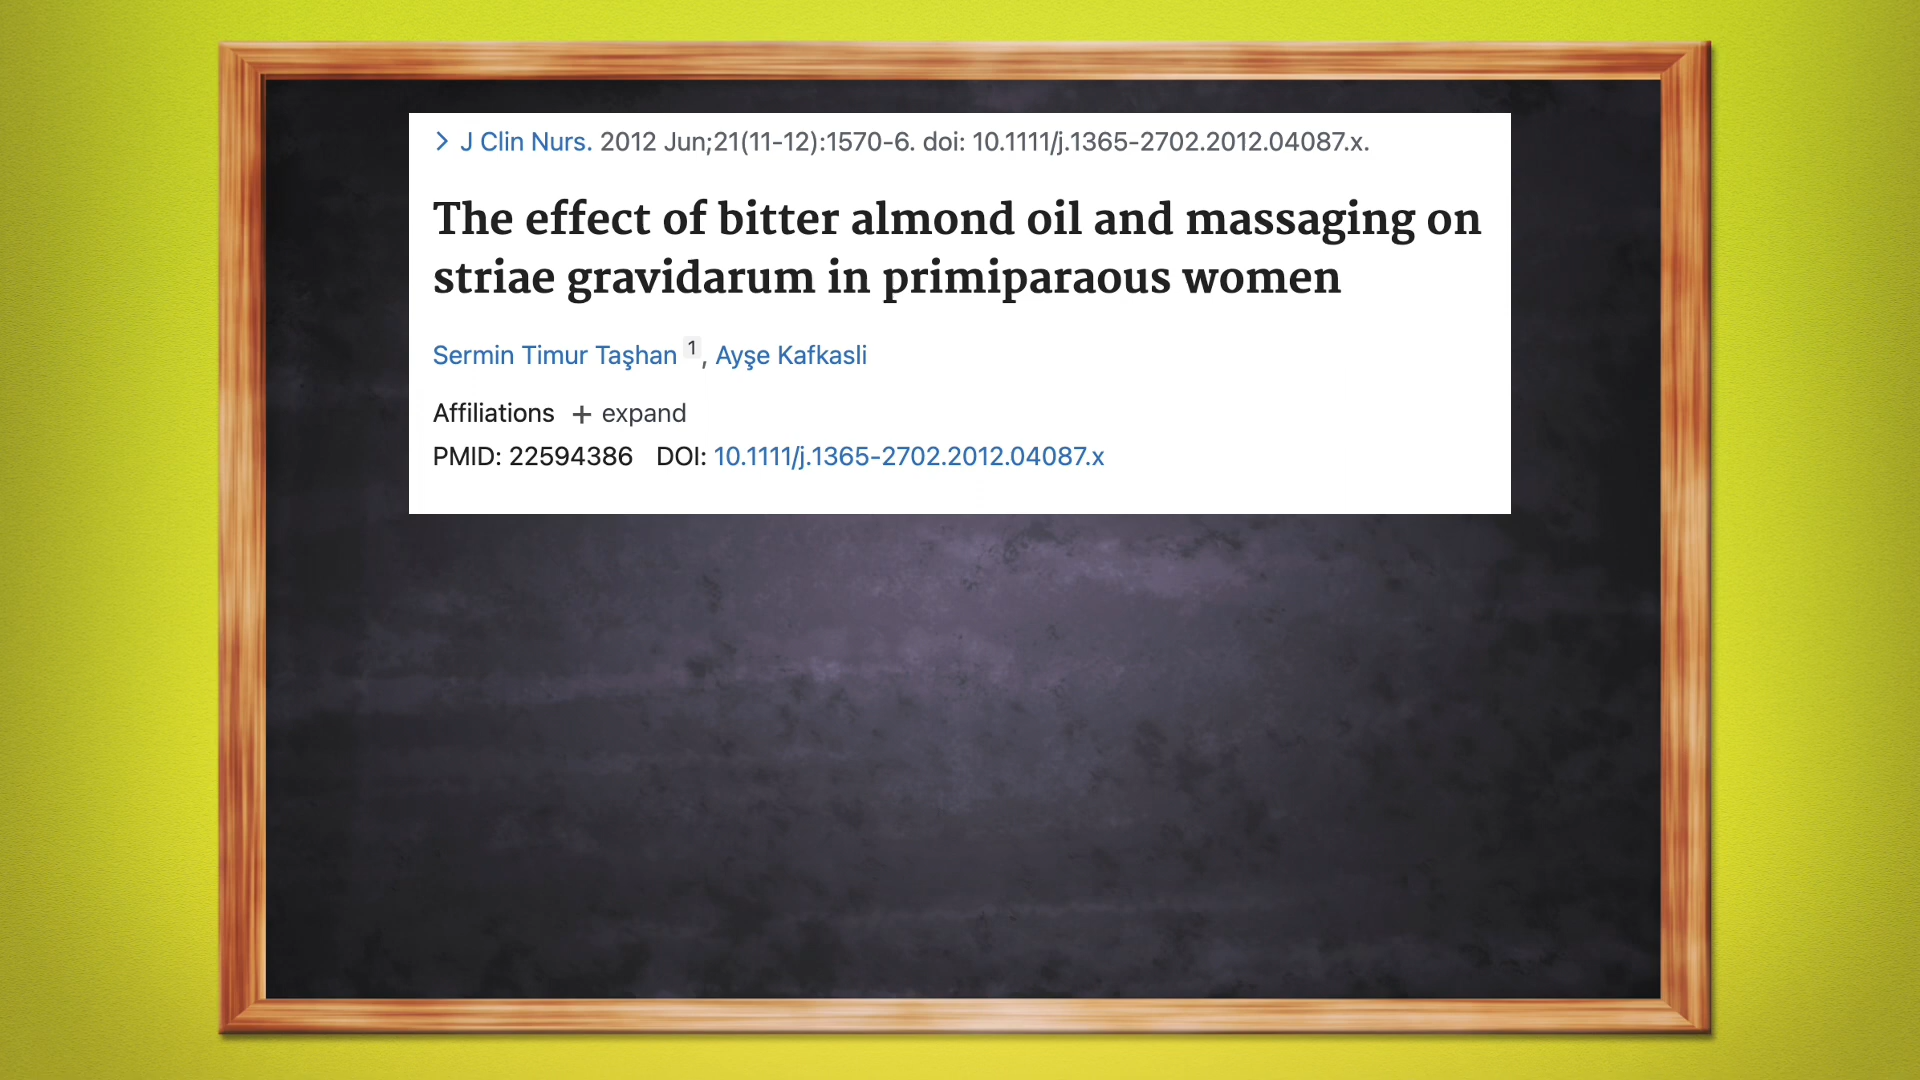 > J Clin Nurs. 2012 Jun;21(11-12):1570-6. doi: 10.1111/j.1365-2702.2012.04087.x.
The effect of bitter almond oil and massaging on
striae gravidarum in primiparaous women
Sermin Timur Taşhan 1, Ayşe Kafkasli
Affiliations + expand
PMID: 22594386 DOI: 10.1111/j.1365-2702.2012.04087.x